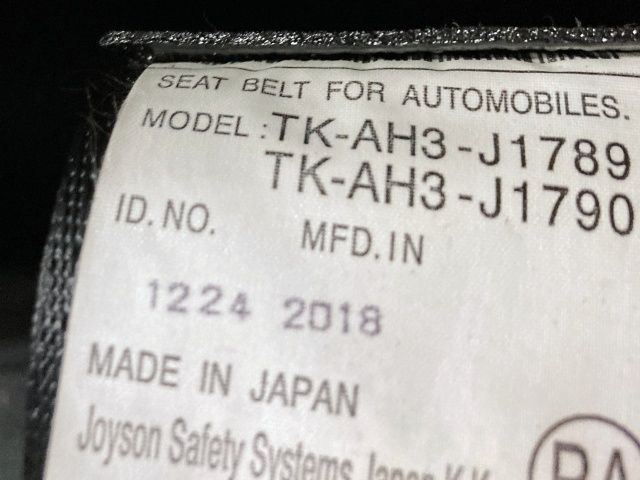 SEAT BELT FOR AUTOMOBILES.
MODEL : TK-AH3-J1789
TK-AH3-J1790
ID. NO. MFD. IN
1224 2018
MADE IN JAPAN
Joyson Safety Systems Japan K.K.